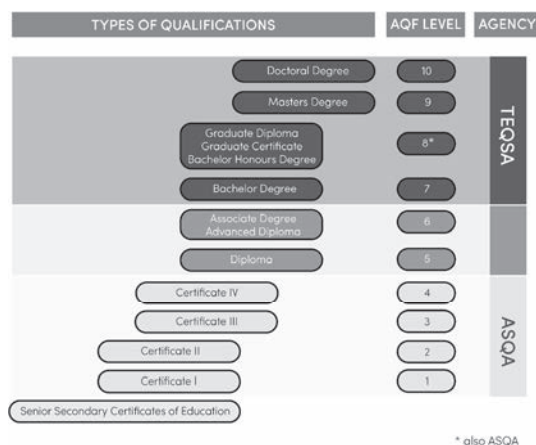 TYPES OF QUALIFICATIONS AQF LEVEL AGENCY
Doctoral Degree 10
Masters Degree 9
Graduate Diploma
Graduate Certificate
Bachelor Honours Degree
8*
Bachelor Degree 7
TEQSA
Associate Degree
Advanced Diploma
6
Diploma 5
Certificate IV 4
Certificate III 3
Certificate II 2
Certificate I 1
ASQA
Senior Secondary Certificates of Education
* also ASQA